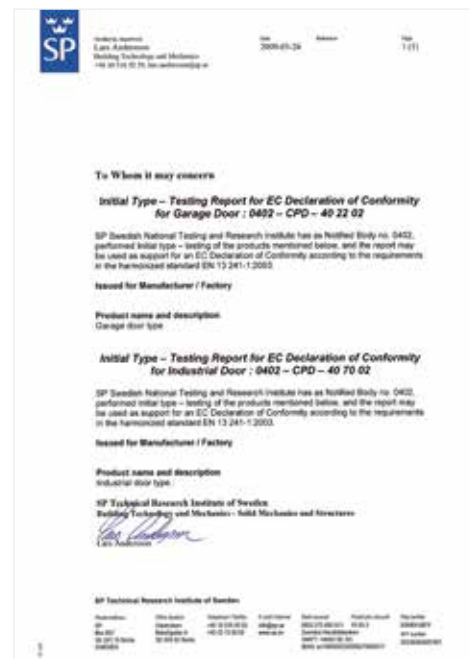 SP
Lars Andersson
Building Technology and Mechanics
Date
Page
1 (1)
To Whom it may concern
Initial Type – Testing Report for EC Declaration of Conformity
for Garage Door : 0402 – CPD – 40 22 02
SP Swedish National Testing and Research Institute has as Notified Body no. 0402,
performed initial type – testing of the products mentioned below, and the report may
be used as support for an EC Declaration of Conformity according to the requirements
in the harmonized standard EN 13 241-1:2003.
Issued for Manufacturer / Factory
Product name and description
Garage door type
Initial Type – Testing Report for EC Declaration of Conformity
for Industrial Door : 0402 – CPD – 40 70 02
SP Swedish National Testing and Research Institute has as Notified Body no. 0402,
performed initial type – testing of the products mentioned below, and the report may
be used as support for an EC Declaration of Conformity according to the requirements
in the harmonized standard EN 13 241-1:2003.
Issued for Manufacturer / Factory
Product name and description
Industrial door type :
SP Technical Research Institute of Sweden
Building Technology and Mechanics - Solid Mechanics and Structures
Lars Andersson
SP Technical Research Institute of Sweden